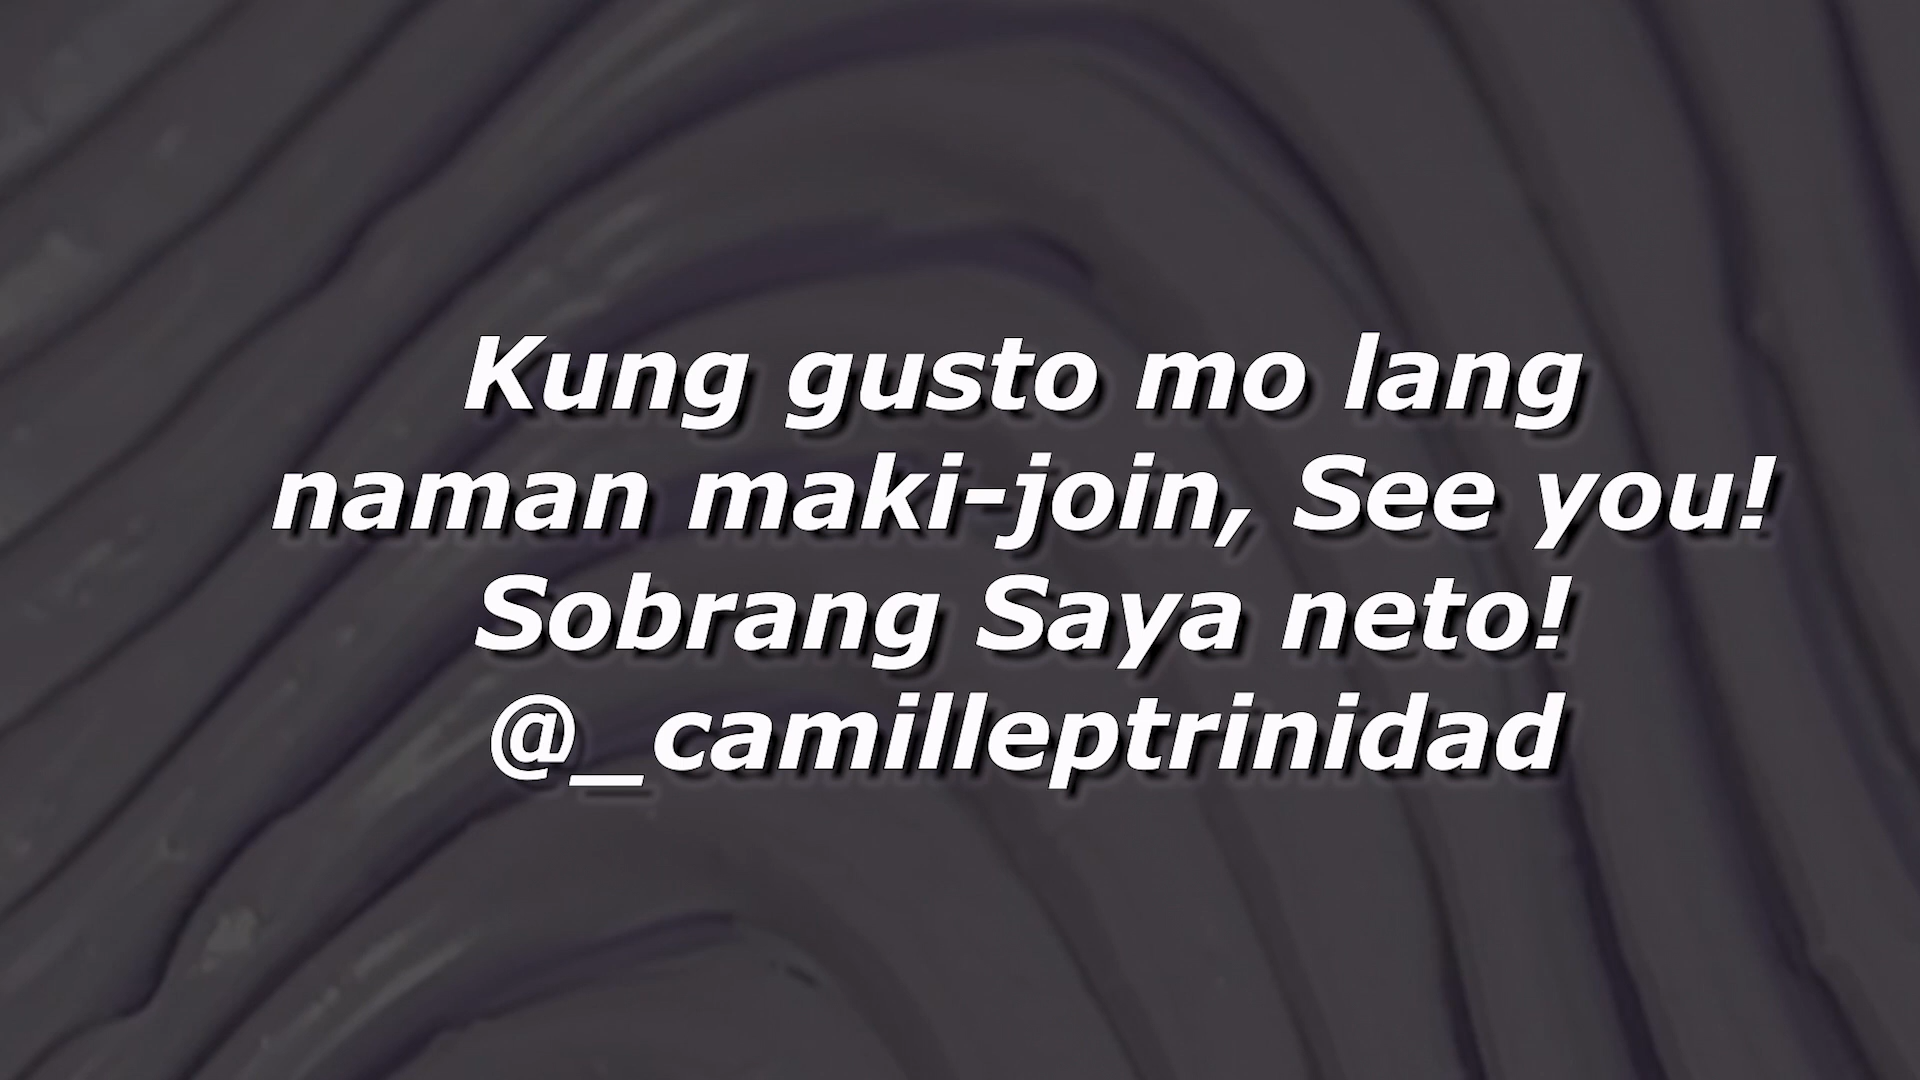 Kung gusto mo lang
naman maki-join, See you!
Sobrang Saya neto!
@_camilleptrinidad